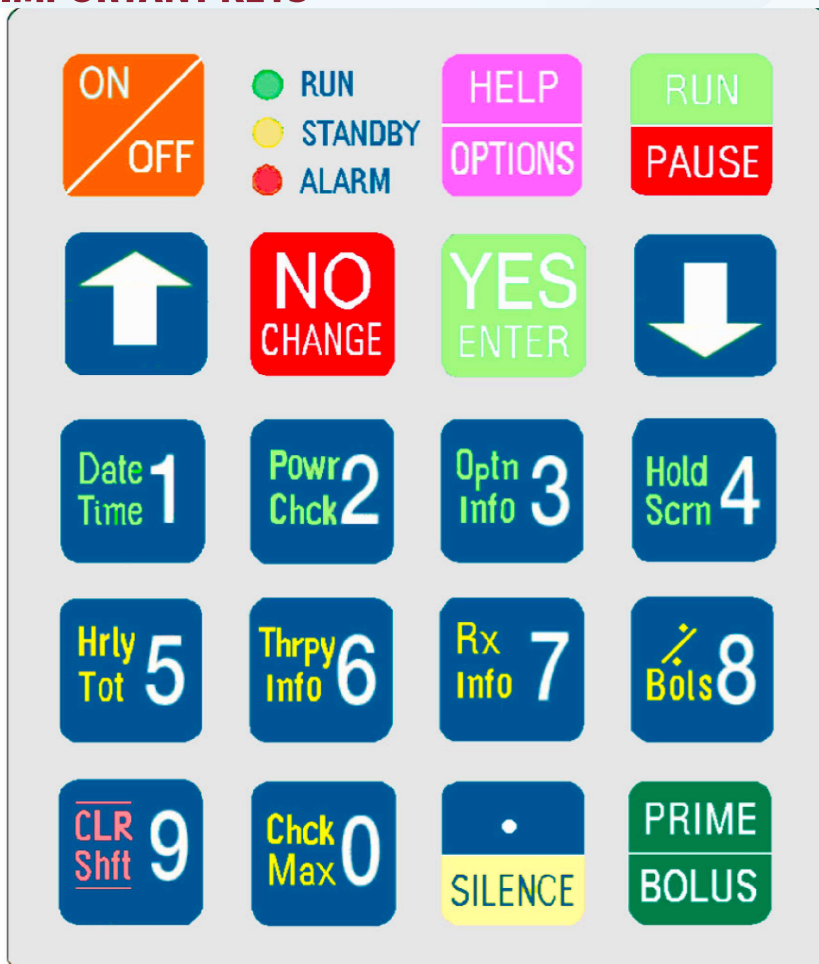 IMPORTANT KEYS
ON
OFF
RUN
STANDBY
ALARM
HELP
OPTIONS
RUN
PAUSE
NO
CHANGE
YES
ENTER
Date
Time
1
Powr
Chck
2
Optn
Info
3
Hold
Scrn
4
Hrly
Tot
5
Thrpy
Info
6
Rx
Info
7
Bols
8
CLR
Shft
9
Chck
Max
0
.
SILENCE
PRIME
BOLUS